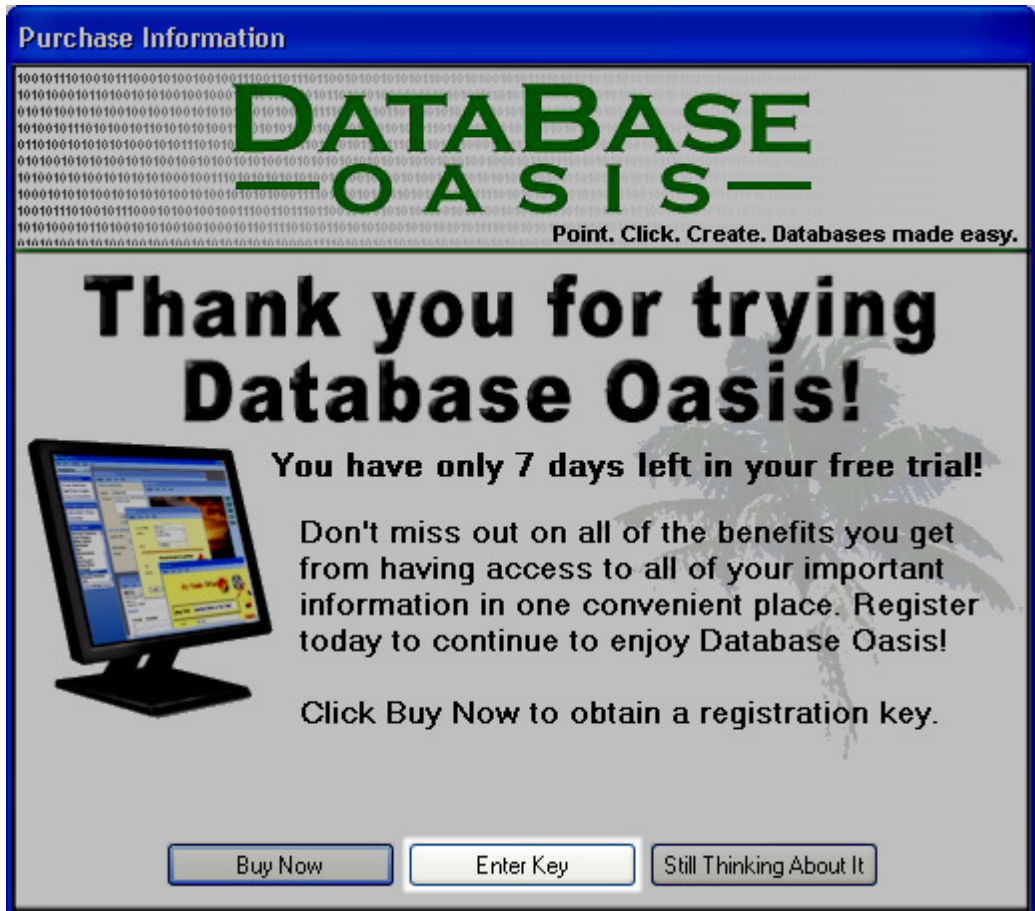 Purchase Information
DATABASE
OASIS
Point. Click. Create. Databases made easy.
Thank you for trying
Database Oasis!
You have only 7 days left in your free trial!
Don't miss out on all of the benefits you get
from having access to all of your important
information in one convenient place. Register
today to continue to enjoy Database Oasis!
Click Buy Now to obtain a registration key.
Buy Now
Enter Key
Still Thinking About It